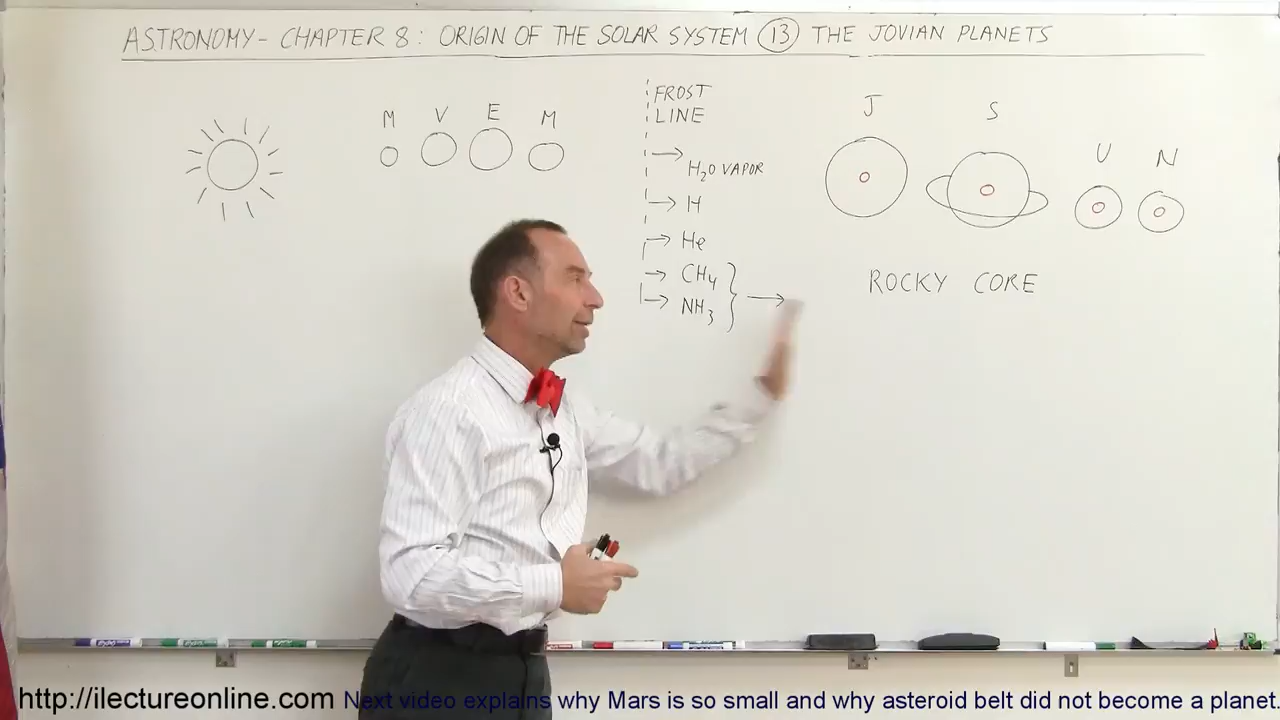 ASTRONOMY - CHAPTER 8: ORIGIN OF THE SOLAR SYSTEM 13 THE JOVIAN PLANETS
M V E M
FROST
LINE
→ H₂O VAPOR
→ H
→ He
→ CH₄
→ NH₃
J S U N
ROCKY CORE
http://ilectureonline.com Next video explains why Mars is so small and why asteroid belt did not become a planet.